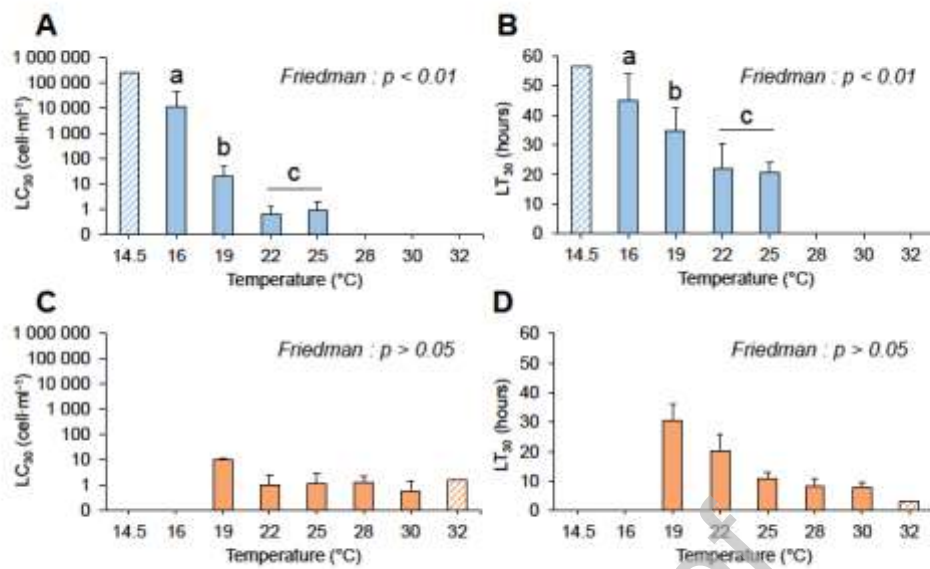 A
1 000 000
100 000
10 000
1 000
100
10
1
0
LC₃₀ (cell·ml⁻¹)
a
b
c
Friedman : p < 0.01
14.5 16 19 22 25 28 30 32
Temperature (°C)
B
60
50
40
30
20
10
0
LT₃₀ (hours)
a
b
c
Friedman : p < 0.01
14.5 16 19 22 25 28 30 32
Temperature (°C)
C
1 000 000
100 000
10 000
1 000
100
10
1
0
LC₃₀ (cell·ml⁻¹)
Friedman : p > 0.05
14.5 16 19 22 25 28 30 32
Temperature (°C)
D
60
50
40
30
20
10
0
LT₃₀ (hours)
Friedman : p > 0.05
14.5 16 19 22 25 28 30 32
Temperature (°C)